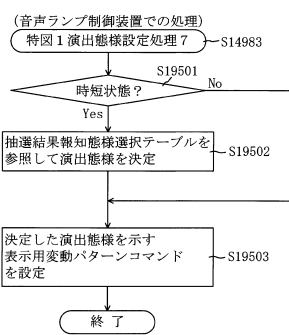 (音声ランプ制御装置での処理)
特図1演出態様設定処理7
S14983
S19501
時短状態？
No
Yes
抽選結果報知態様選択テーブルを
参照して演出態様を決定
S19502
決定した演出態様を示す
表示用変動パターンコマンド
を設定
S19503
終了